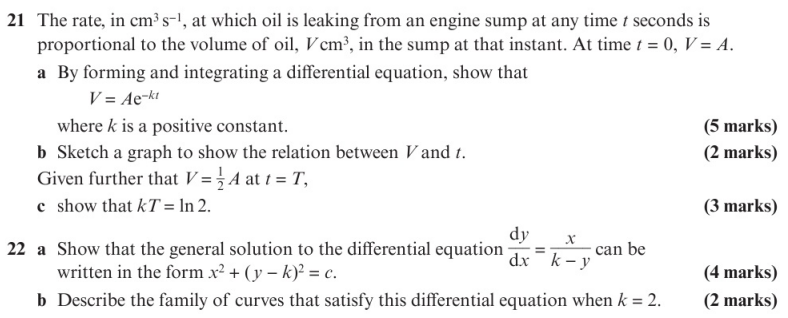 21 The rate, in cm³ s⁻¹, at which oil is leaking from an engine sump at any time t seconds is
proportional to the volume of oil, V cm³, in the sump at that instant. At time t = 0, V = A.
a By forming and integrating a differential equation, show that
V = Ae⁻ᵏᵗ
where k is a positive constant. (5 marks)
b Sketch a graph to show the relation between V and t. (2 marks)
Given further that V = ½ A at t = T,
c show that kT = ln 2. (3 marks)
22 a Show that the general solution to the differential equation dy/dx = x/(k − y) can be
written in the form x² + (y − k)² = c. (4 marks)
b Describe the family of curves that satisfy this differential equation when k = 2. (2 marks)